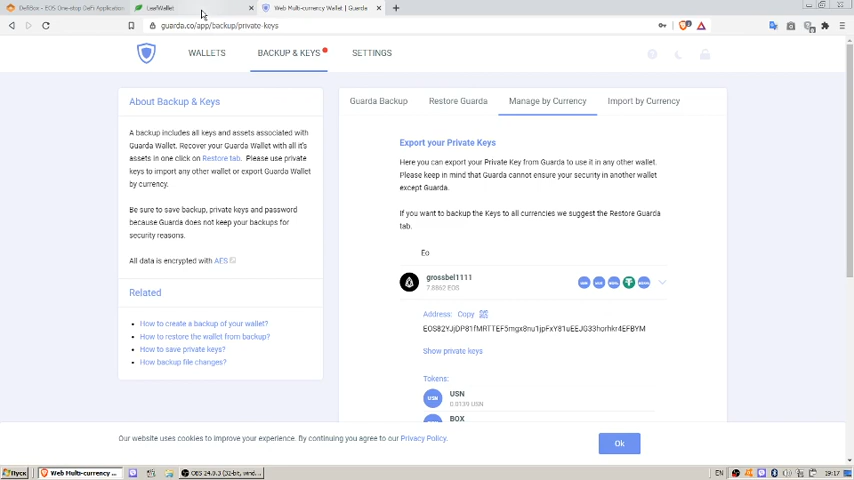 DefiBox - EOS One-stop DeFi Application
LeafWallet
Web Multi-currency Wallet | Guarda
guarda.co/app/backup/private-keys
WALLETS
BACKUP & KEYS
SETTINGS
About Backup & Keys
A backup includes all keys and assets associated with
Guarda Wallet. Recover your Guarda Wallet with all it's
assets in one click on Restore tab. Please use private
keys to import any other wallet or export Guarda Wallet
by currency.
Be sure to save backup, private keys and password
because Guarda does not keep your backups for
security reasons.
All data is encrypted with AES
Related
How to create a backup of your wallet?
How to restore the wallet from backup?
How to save private keys?
How backup file changes?
Guarda Backup
Restore Guarda
Manage by Currency
Import by Currency
Export your Private Keys
Here you can export your Private Key from Guarda to use it in any other wallet.
Please keep in mind that Guarda cannot ensure your security in another wallet
except Guarda.
If you want to backup the Keys to all currencies we suggest the Restore Guarda
tab.
Eo
grossbel1111
7.8862 EOS
Address: Copy
EOS82YJjDP81fMRTTEF5mgx8nu1jpFxY81uEEJG33horhkr4EFBYM
Show private keys
Tokens:
USN
USN
0.0139 USN
BOX
Our website uses cookies to improve your experience. By continuing you agree to our Privacy Policy.
Ok
Пуск
Web Multi-currency ...
OBS 24.0.3 (32-bit, wind...
EN
19:17